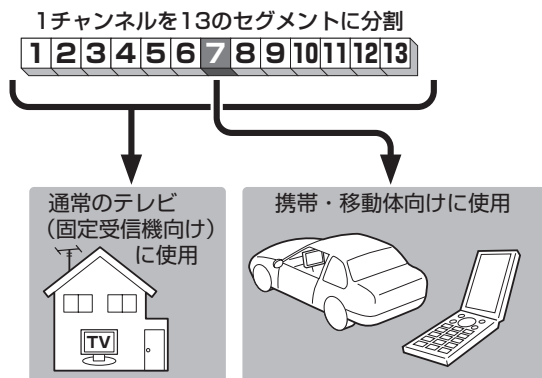 1チャンネルを13のセグメントに分割
1 2 3 4 5 6 7 8 9 10 11 12 13
通常のテレビ
（固定受信機向け）
に使用
TV
携帯・移動体向けに使用